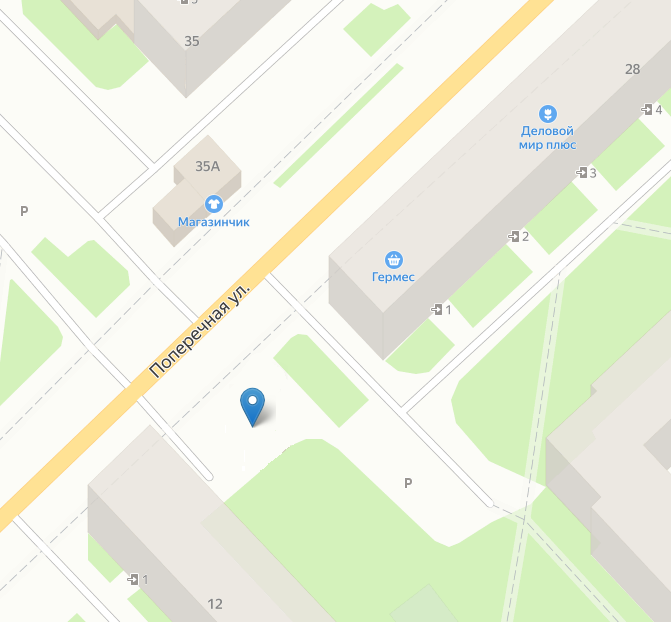 35
28
4
Деловой
мир плюс
35А
3
Магазинчик
P
2
Гермес
1
Поперечная ул.
P
1
12